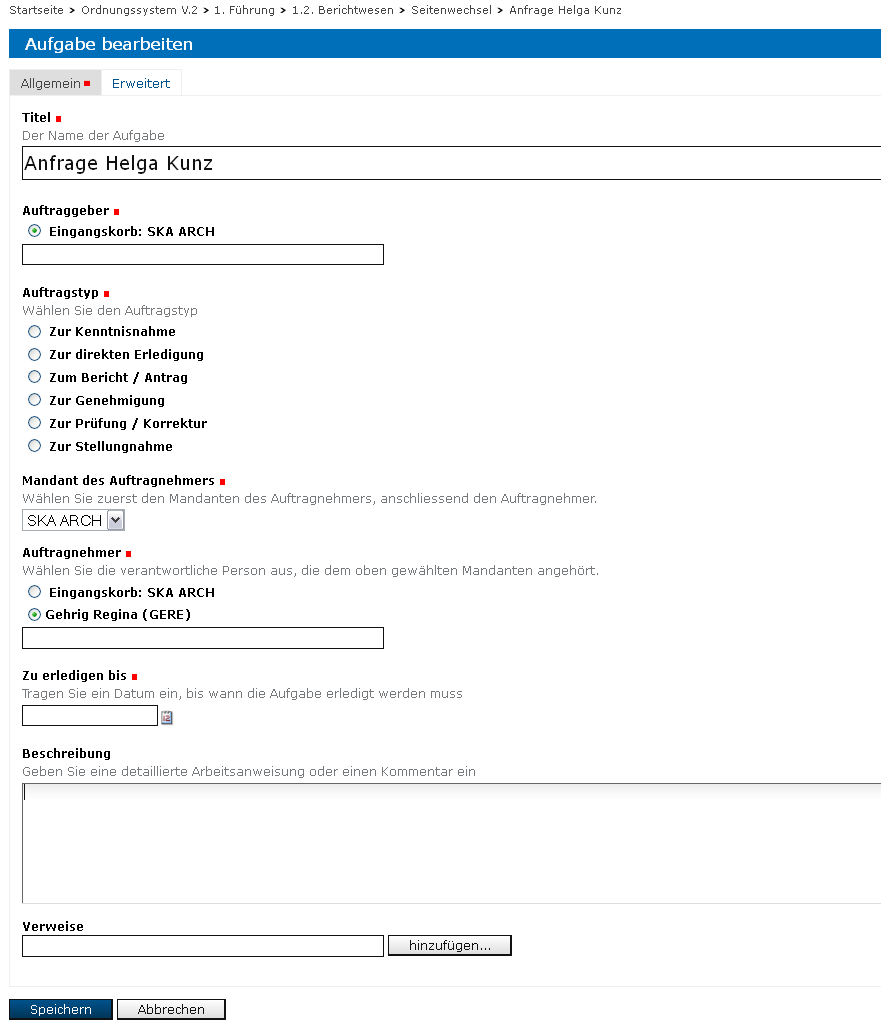 Startseite > Ordnungssystem V.2 > 1. Führung > 1.2. Berichtwesen > Seitenwechsel > Anfrage Helga Kunz
Aufgabe bearbeiten
Allgemein Erweitert
Titel
Der Name der Aufgabe
Anfrage Helga Kunz
Auftraggeber
Eingangskorb: SKA ARCH
Auftragstyp
Wählen Sie den Auftragstyp
Zur Kenntnisnahme
Zur direkten Erledigung
Zum Bericht / Antrag
Zur Genehmigung
Zur Prüfung / Korrektur
Zur Stellungnahme
Mandant des Auftragnehmers
Wählen Sie zuerst den Mandanten des Auftragnehmers, anschliessend den Auftragnehmer.
SKA ARCH
Auftragnehmer
Wählen Sie die verantwortliche Person aus, die dem oben gewählten Mandanten angehört.
Eingangskorb: SKA ARCH
Gehrig Regina (GERE)
Zu erledigen bis
Tragen Sie ein Datum ein, bis wann die Aufgabe erledigt werden muss
12
Beschreibung
Geben Sie eine detaillierte Arbeitsanweisung oder einen Kommentar ein
Verweise
hinzufügen...
Speichern Abbrechen